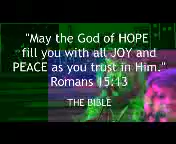 "May the God of HOPE
fill you with all JOY and
PEACE as you trust in Him."
Romans 15:13
THE BIBLE